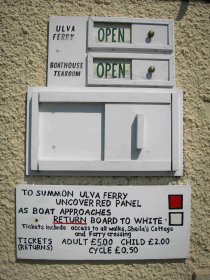 ULVA FERRY OPEN
BOATHOUSE TEAROOM OPEN
TO SUMMON ULVA FERRY
UNCOVER RED PANEL
AS BOAT APPROACHES
RETURN BOARD TO WHITE
Tickets include access to all walks, Sheila's Cottage
and Ferry crossing
TICKETS ADULT £5.00 CHILD £2.00
(RETURNS) CYCLE £0.50